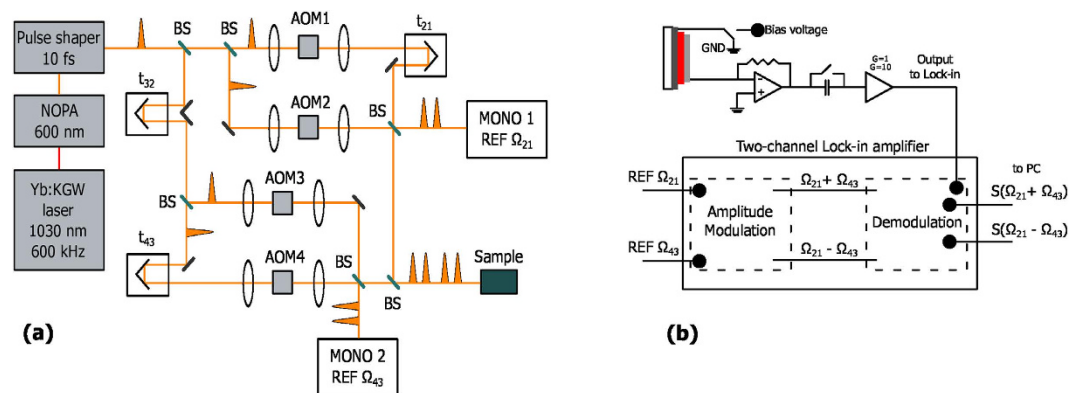 Pulse shaper
10 fs
NOPA
600 nm
Yb:KGW
laser
1030 nm
600 kHz
BS
BS
AOM1
t21
t32
AOM2
BS
MONO 1
REF Ω21
BS
AOM3
t43
AOM4
BS
BS
Sample
MONO 2
REF Ω43
(a)
Bias voltage
GND
G=1
G=10
Output
to Lock-in
-
+
Two-channel Lock-in amplifier
to PC
REF Ω21
Ω21+ Ω43
S(Ω21+ Ω43)
Amplitude
Modulation
Demodulation
REF Ω43
Ω21 - Ω43
S(Ω21 - Ω43)
(b)